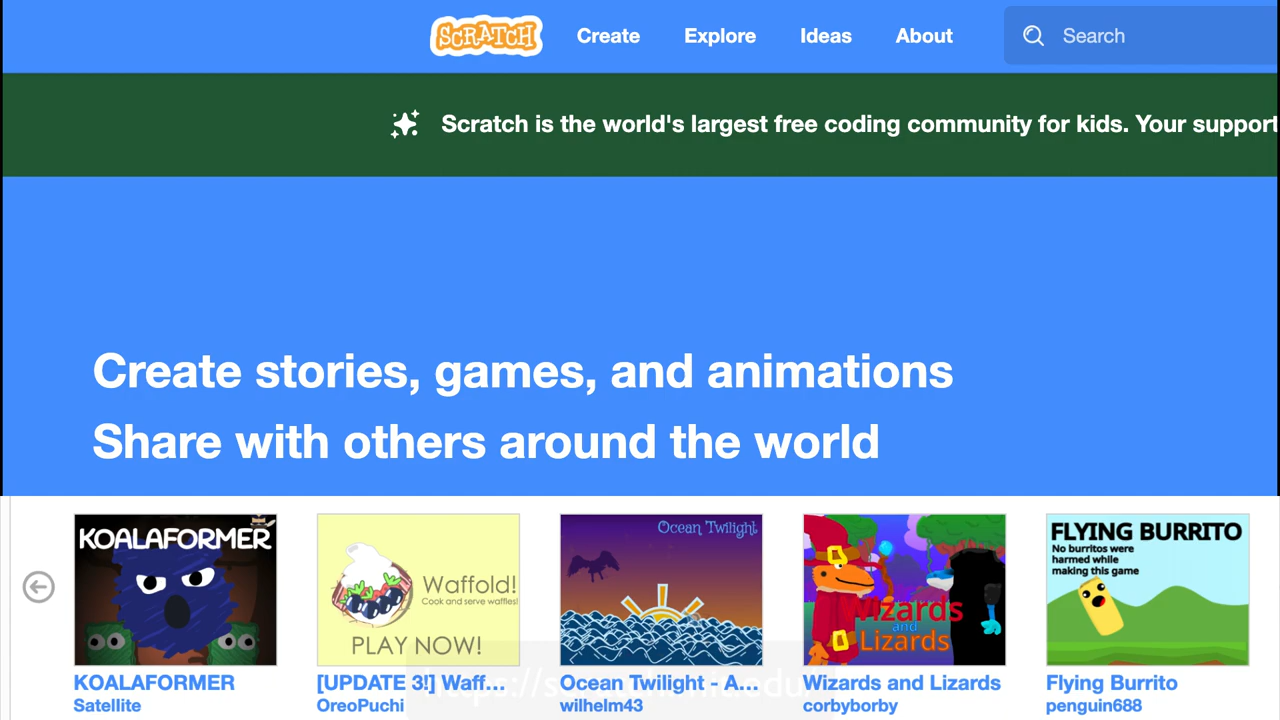 SCRATCH
Create
Explore
Ideas
About
Search
Scratch is the world's largest free coding community for kids. Your support
Create stories, games, and animations
Share with others around the world
KOALAFORMER
Waffold!
Cook and serve waffles!
PLAY NOW!
Ocean Twilight
Wizards
and
Lizards
FLYING BURRITO
No burritos were
harmed while
making this game
KOALAFORMER
[UPDATE 3!] Waff...
Ocean Twilight - A...
Wizards and Lizards
Flying Burrito
Satellite
OreoPuchi
wilhelm43
corbyborby
penguin688